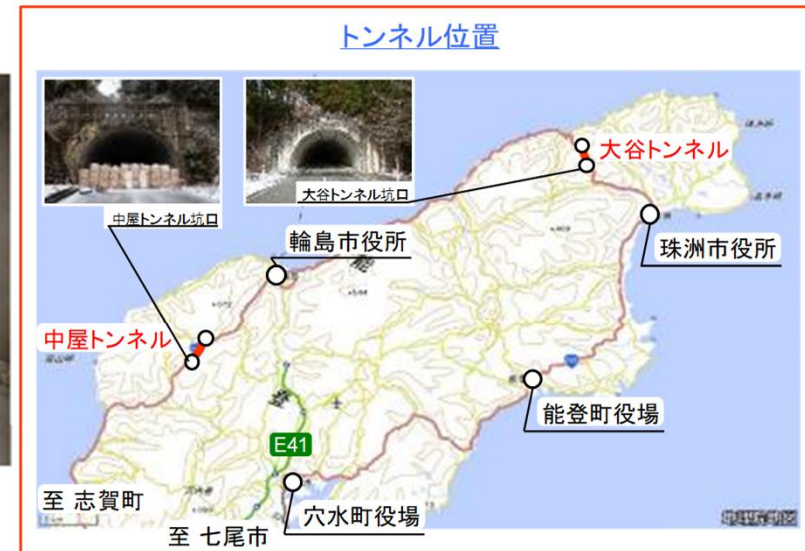 トンネル位置
大谷トンネル
中屋トンネル坑口
大谷トンネル坑口
輪島市役所
珠洲市役所
中屋トンネル
能登町役場
E41
至 志賀町
穴水町役場
至 七尾市
地理院地図